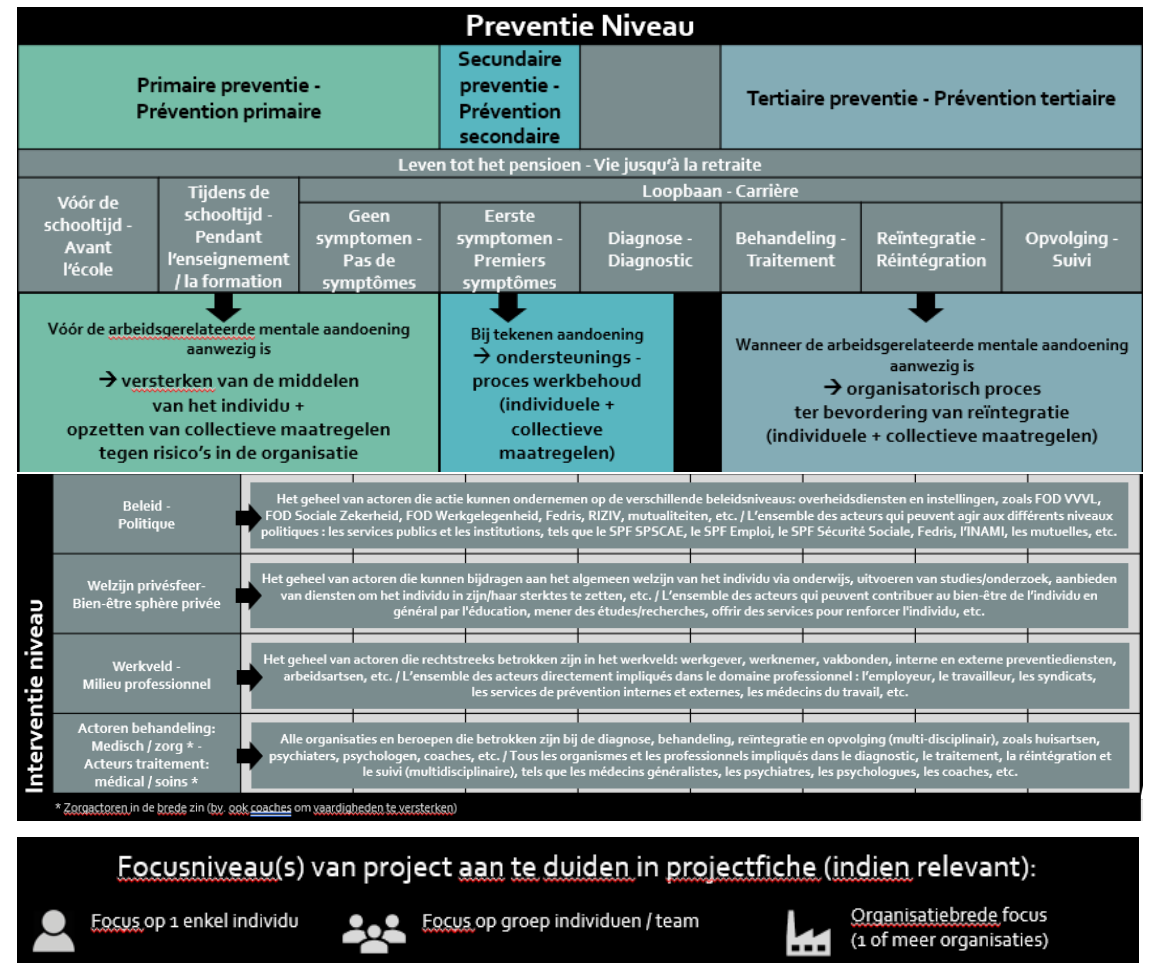 Preventie Niveau
Primaire preventie -
Prévention primaire
Secundaire
preventie -
Prévention
secondaire
Tertiaire preventie - Prévention tertiaire
Leven tot het pensioen - Vie jusqu'à la retraite
Vóór de
schooltijd -
Avant
l'école
Tijdens de
schooltijd -
Pendant
l'enseignement
/ la formation
Loopbaan - Carrière
Geen
symptomen -
Pas de
symptômes
Eerste
symptomen -
Premiers
symptômes
Diagnose -
Diagnostic
Behandeling -
Traitement
Reïntegratie -
Réintégration
Opvolging -
Suivi
Vóór de arbeidsgerelateerde mentale aandoening
aanwezig is
→ versterken van de middelen
van het individu +
opzetten van collectieve maatregelen
tegen risico's in de organisatie
Bij tekenen aandoening
→ ondersteunings -
proces werkbehoud
(individuele +
collectieve
maatregelen)
Wanneer de arbeidsgerelateerde mentale aandoening
aanwezig is
→ organisatorisch proces
ter bevordering van reïntegratie
(individuele + collectieve maatregelen)
Interventie niveau
Beleid -
Politique
Het geheel van actoren die actie kunnen ondernemen op de verschillende beleidsniveaus: overheidsdiensten en instellingen, zoals FOD VVVL,
FOD Sociale Zekerheid, FOD Werkgelegenheid, Fedris, RIZIV, mutualiteiten, etc. / L'ensemble des acteurs qui peuvent agir aux différents niveaux
politiques : les services publics et les institutions, tels que le SPF SPSCAE, le SPF Emploi, le SPF Sécurité Sociale, Fedris, l'INAMI, les mutuelles, etc.
Welzijn privésfeer-
Bien-être sphère privée
Het geheel van actoren die kunnen bijdragen aan het algemeen welzijn van het individu via onderwijs, uitvoeren van studies/onderzoek, aanbieden
van diensten om het individu in zijn/haar sterktes te zetten, etc. / L'ensemble des acteurs qui peuvent contribuer au bien-être de l'individu en
général par l'éducation, mener des études/recherches, offrir des services pour renforcer l'individu, etc.
Werkveld -
Milieu professionnel
Het geheel van actoren die rechtstreeks betrokken zijn in het werkveld: werkgever, werknemer, vakbonden, interne en externe preventiediensten,
arbeidsartsen, etc. / L'ensemble des acteurs directement impliqués dans le domaine professionnel : l'employeur, le travailleur, les syndicats,
les services de prévention internes et externes, les médecins du travail, etc.
Actoren behandeling:
Medisch / zorg * -
Acteurs traitement:
médical / soins *
Alle organisaties en beroepen die betrokken zijn bij de diagnose, behandeling, reïntegratie en opvolging (multi-disciplinair), zoals huisartsen,
psychiaters, psychologen, coaches, etc. / Tous les organismes et les professionnels impliqués dans le diagnostic, le traitement, la réintégration et
le suivi (multidisciplinaire), tels que les médecins généralistes, les psychiatres, les psychologues, les coaches, etc.
* Zorgactoren in de brede zin (bv. ook coaches om vaardigheden te versterken)
Focusniveau(s) van project aan te duiden in projectfiche (indien relevant):
Focus op 1 enkel individu
Focus op groep individuen / team
Organisatiebrede focus
(1 of meer organisaties)